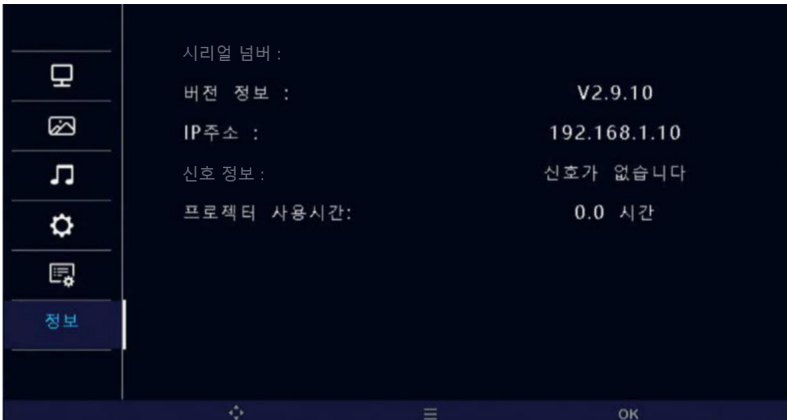 시리얼 넘버 :
버전 정보 : V2.9.10
IP주소 : 192.168.1.10
신호 정보 : 신호가 없습니다
프로젝터 사용시간: 0.0 시간
정보
OK